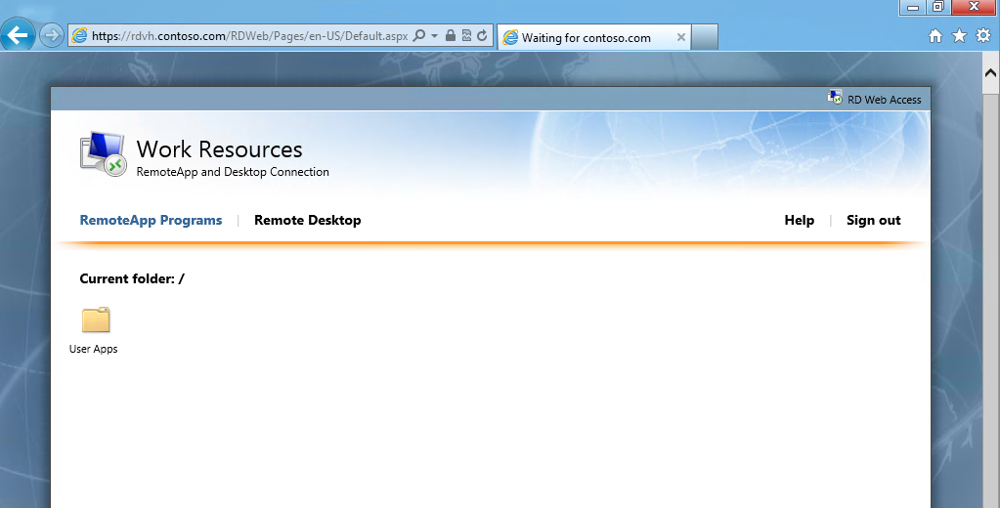 https://rdvh.contoso.com/RDWeb/Pages/en-US/Default.aspx
Waiting for contoso.com
RD Web Access
Work Resources
RemoteApp and Desktop Connection
RemoteApp Programs | Remote Desktop
Help | Sign out
Current folder: /
User Apps